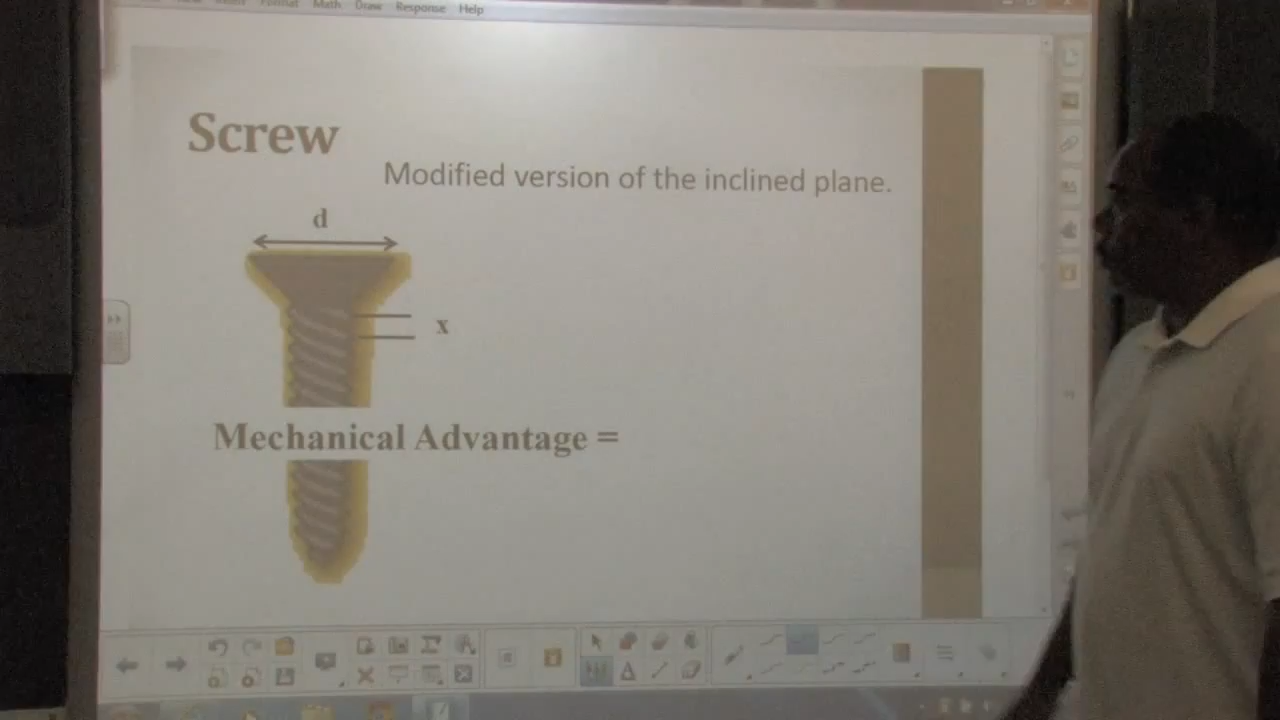 Format Math Draw Response Help
Screw
Modified version of the inclined plane.
d
x
Mechanical Advantage =